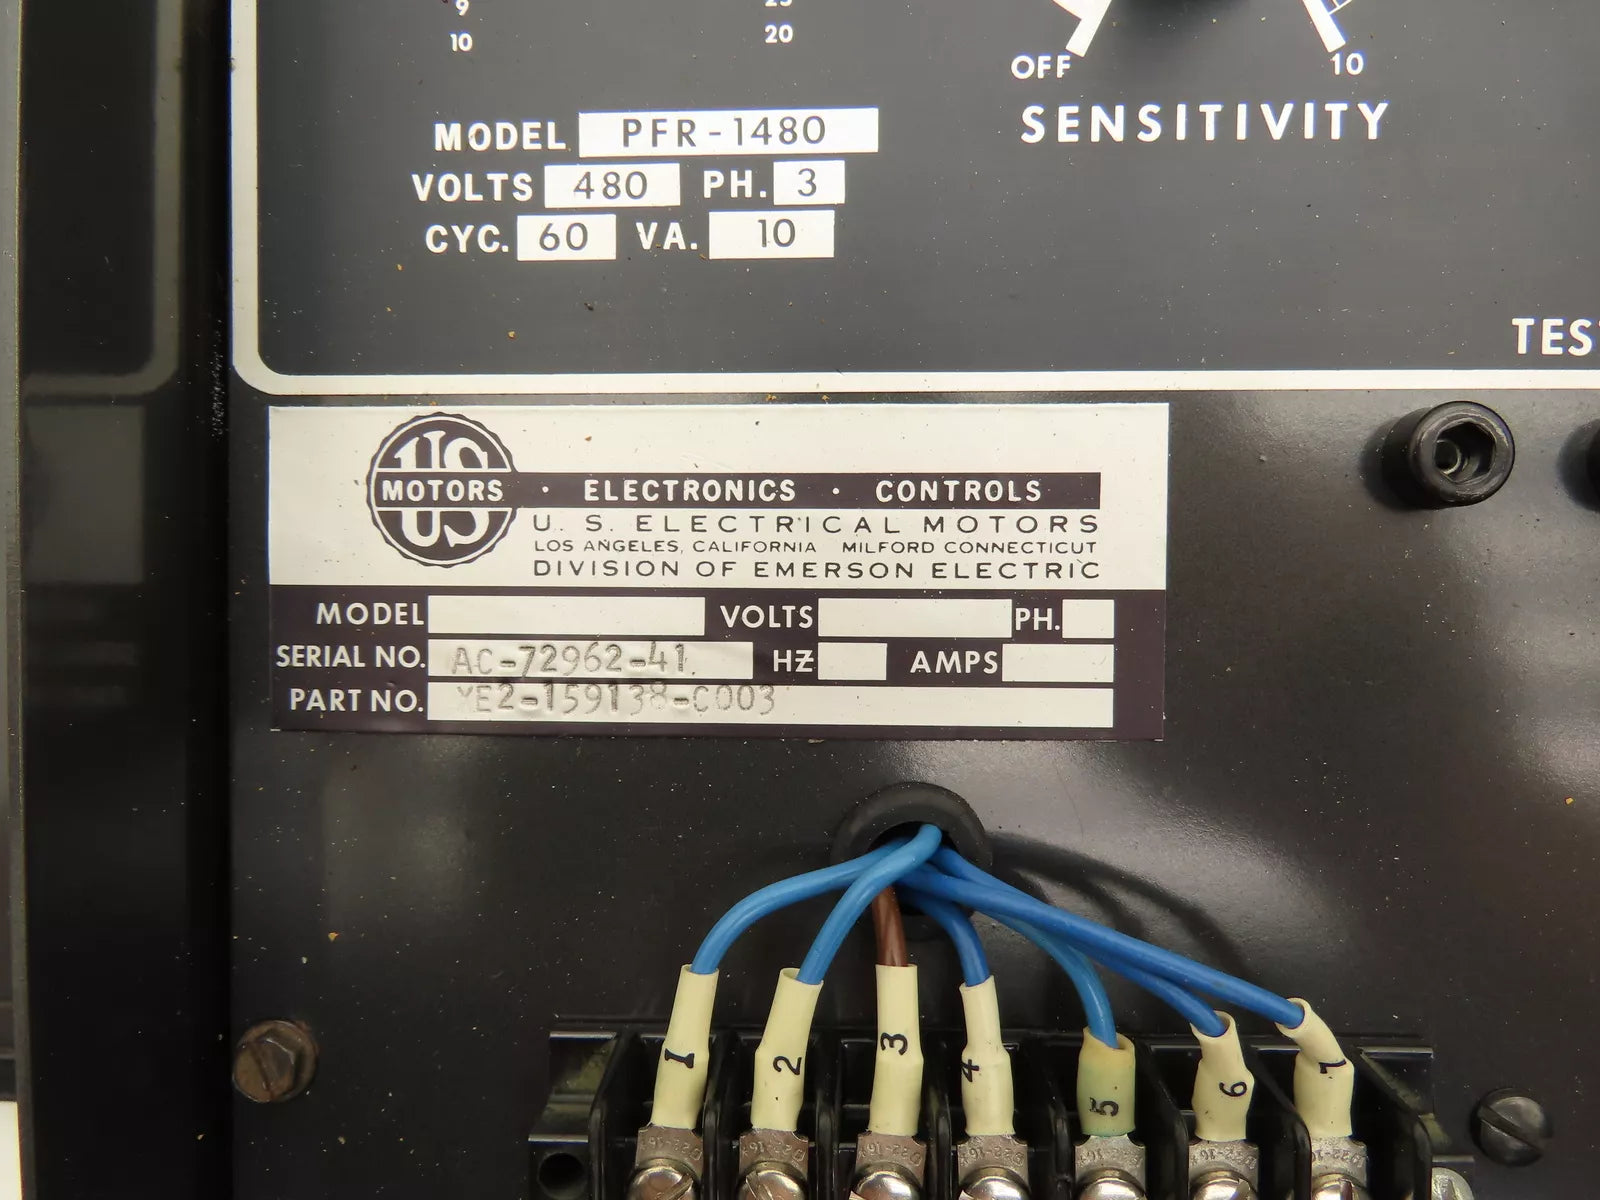 9
10
25
20
OFF 10
SENSITIVITY
MODEL PFR-1480
VOLTS 480 PH. 3
CYC. 60 VA. 10
US
MOTORS · ELECTRONICS · CONTROLS
U. S. ELECTRICAL MOTORS
LOS ANGELES, CALIFORNIA MILFORD CONNECTICUT
DIVISION OF EMERSON ELECTRIC
MODEL VOLTS PH.
SERIAL NO. AC-72962-41 HZ AMPS
PART NO. XE2-159138-C003
1 2 3 4 5 6 7